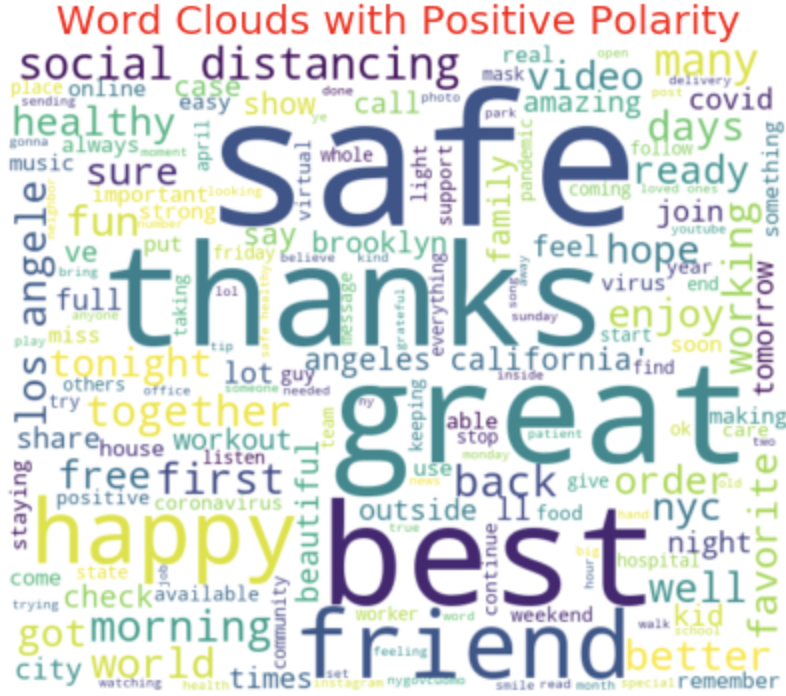 Word Clouds with Positive Polarity
social distancing
real
open
many
place
online
case
mask
video
delivery
sending
done
photo
post
covid
easy
show
call
amazing
healthy
ye
park
safe
days
gonna
always
moment
april
virtual
whole
light
support
family
pandemic
follow
something
music
sure
ready
coming
loved ones
important
looking
strong
number
neighbor
fun
join
youtube
los angele
ve
put
say
brooklyn
feel
hope
working
friday
believe
kind
year
bring
thanks
everything
away
song
virus
end
tomorrow
full
taking
lol
message
grateful
sunday
enjoy
anyone
safe healthy
play
miss
start
soon
tip
tonight
angeles california'
find
lot
guy
inside
others
office
someone
needed
great
try
together
ny
keeping
able
making
team
stop
patient
ok
care
share
house
workout
monday
two
listen
use
staying
free
first
news
back
give
order
old
favorite
positive
coronavirus
beautiful
outside
ll
food
hand
nyc
happy
true
best
continue
big
night
hour
hospital
come
state
job
well
trying
check
available
community
worker
word
weekend
walk
kid
school
got
morning
friend
feeling
better
city
world
times
set
watching
health
instagram
nygovcuomo
smile
read
month
special
remember